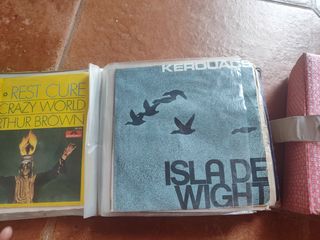 REST CURE
CRAZY WORLD
RTHUR BROWN
KEROUACS
ISLA DE
WIGHT